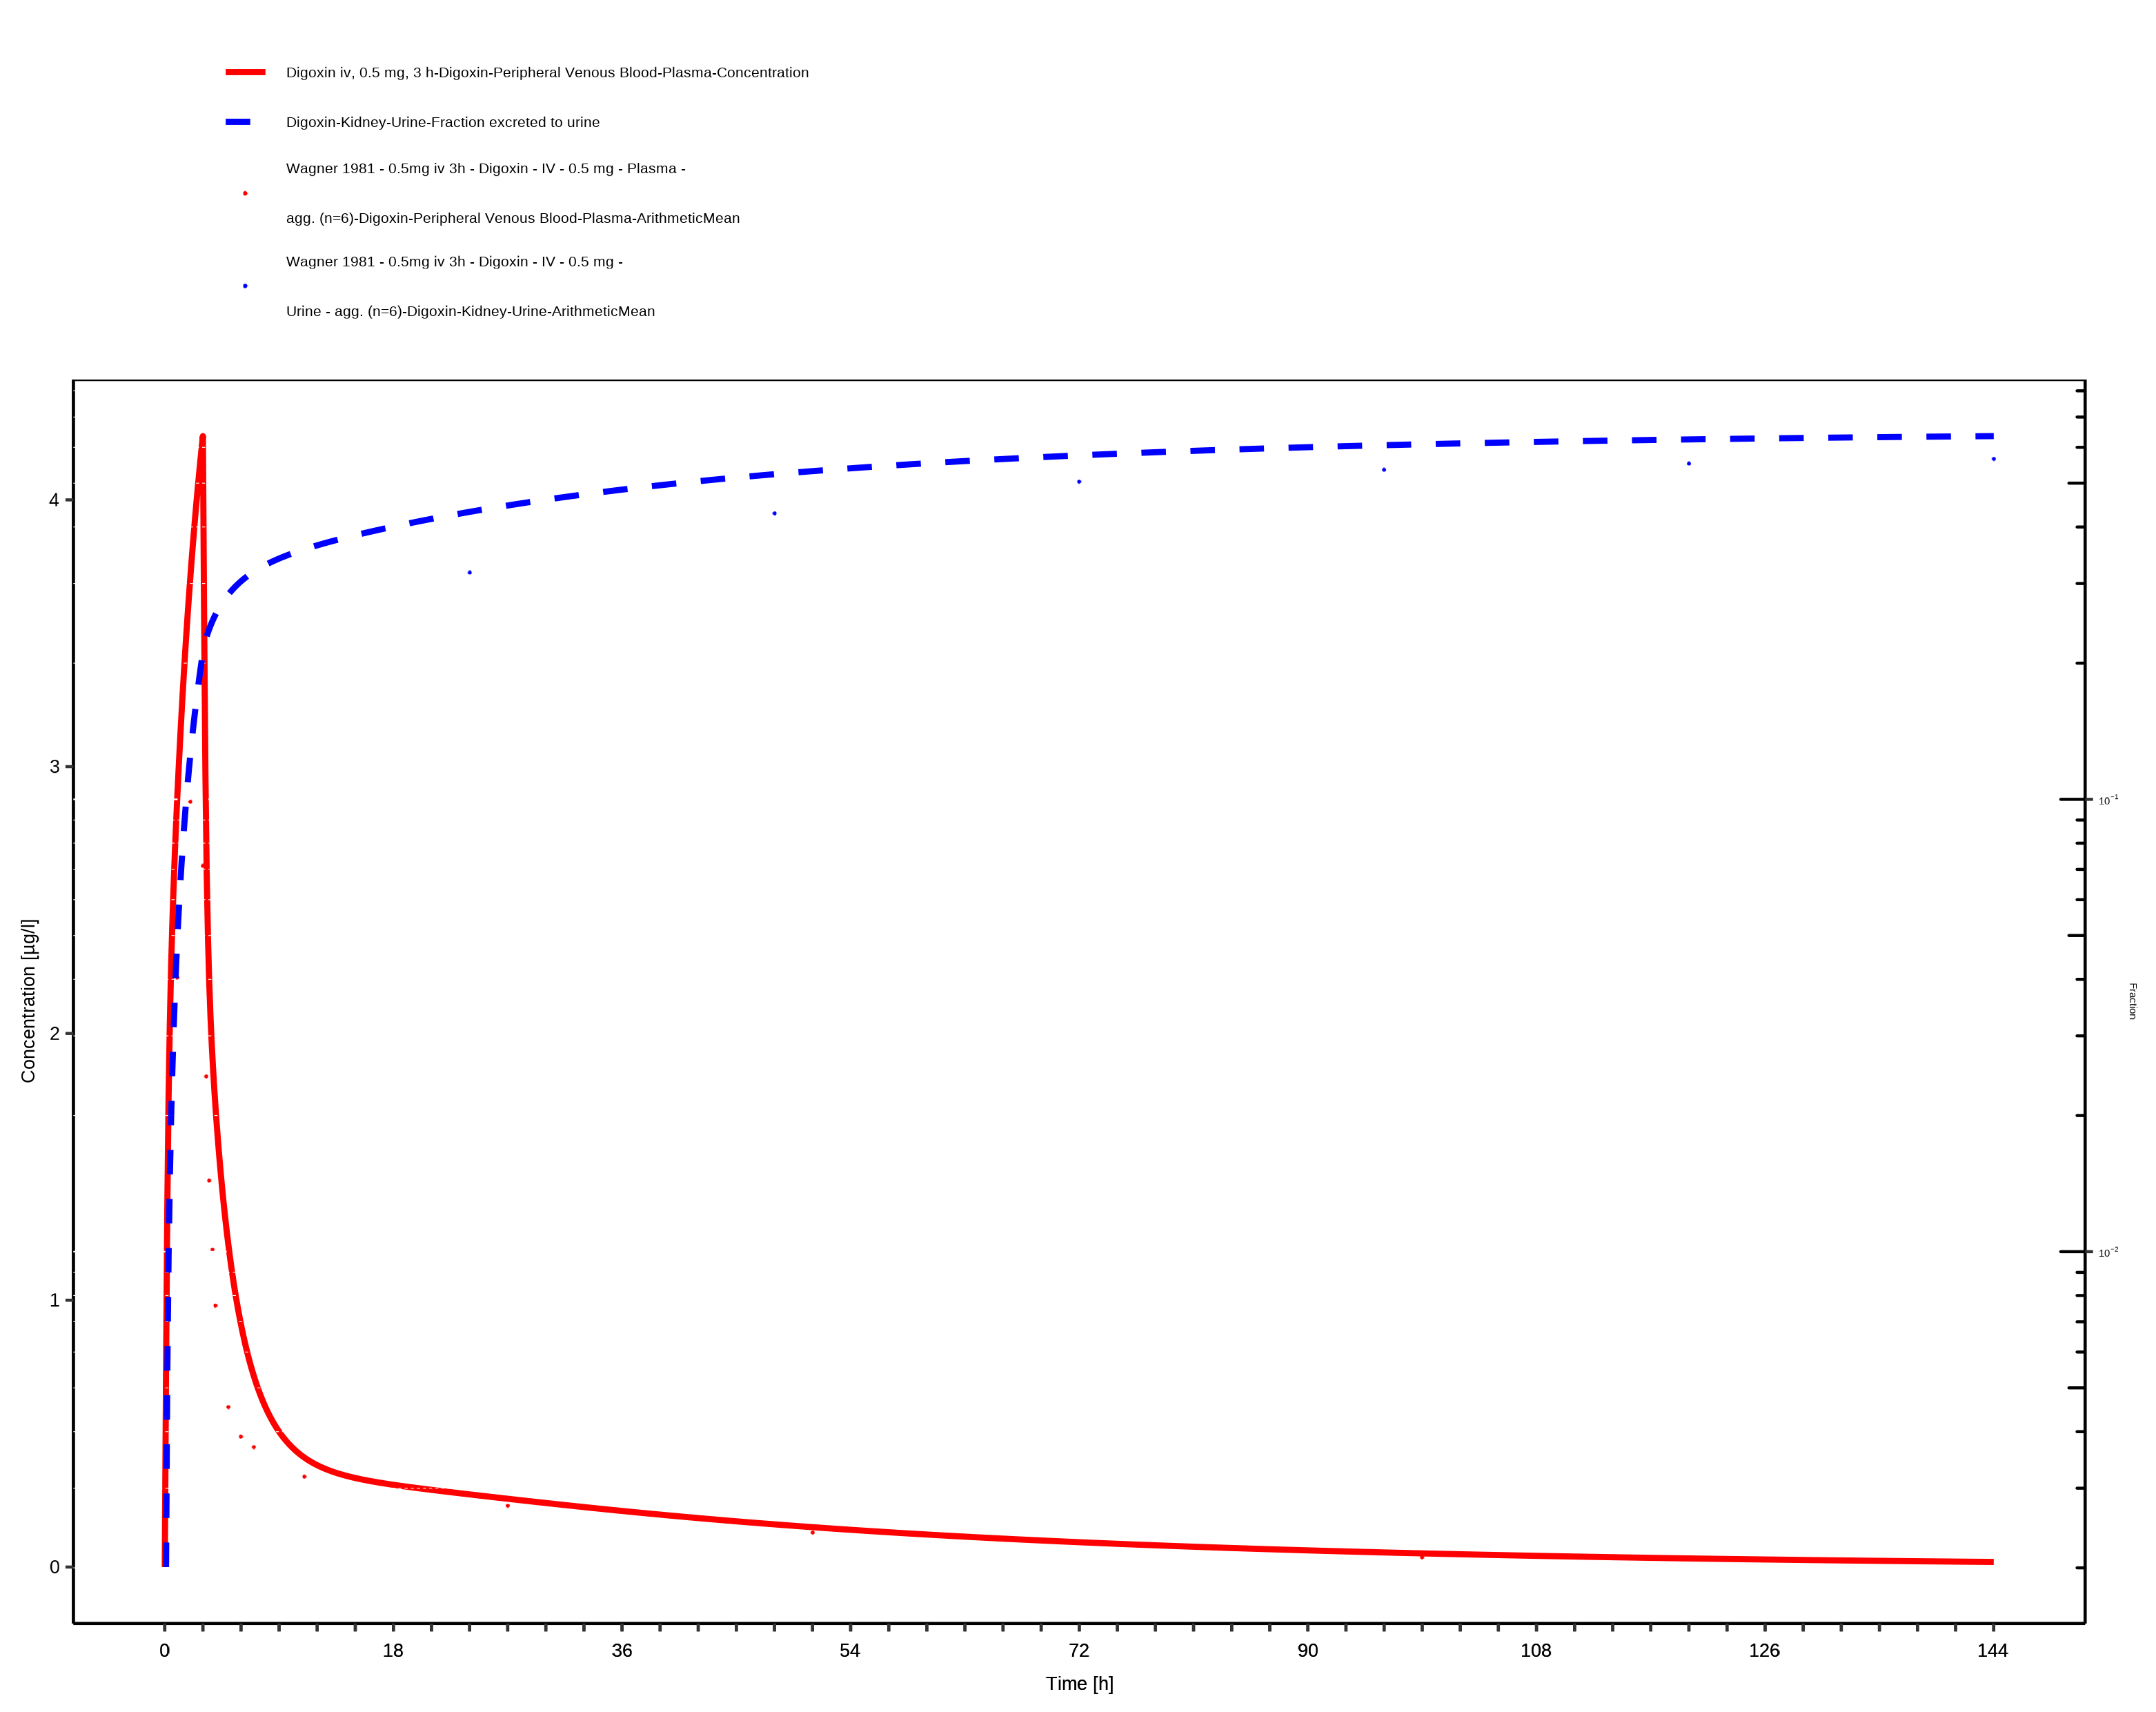 Digoxin iv, 0.5 mg, 3 h-Digoxin-Peripheral Venous Blood-Plasma-Concentration
Digoxin-Kidney-Urine-Fraction excreted to urine
Wagner 1981 - 0.5mg iv 3h - Digoxin - IV - 0.5 mg - Plasma -
agg. (n=6)-Digoxin-Peripheral Venous Blood-Plasma-ArithmeticMean
Wagner 1981 - 0.5mg iv 3h - Digoxin - IV - 0.5 mg -
Urine - agg. (n=6)-Digoxin-Kidney-Urine-ArithmeticMean
Concentration [µg/l]
4
3
2
1
0
10⁻¹
10⁻²
Fraction
0 18 36 54 72 90 108 126 144
Time [h]